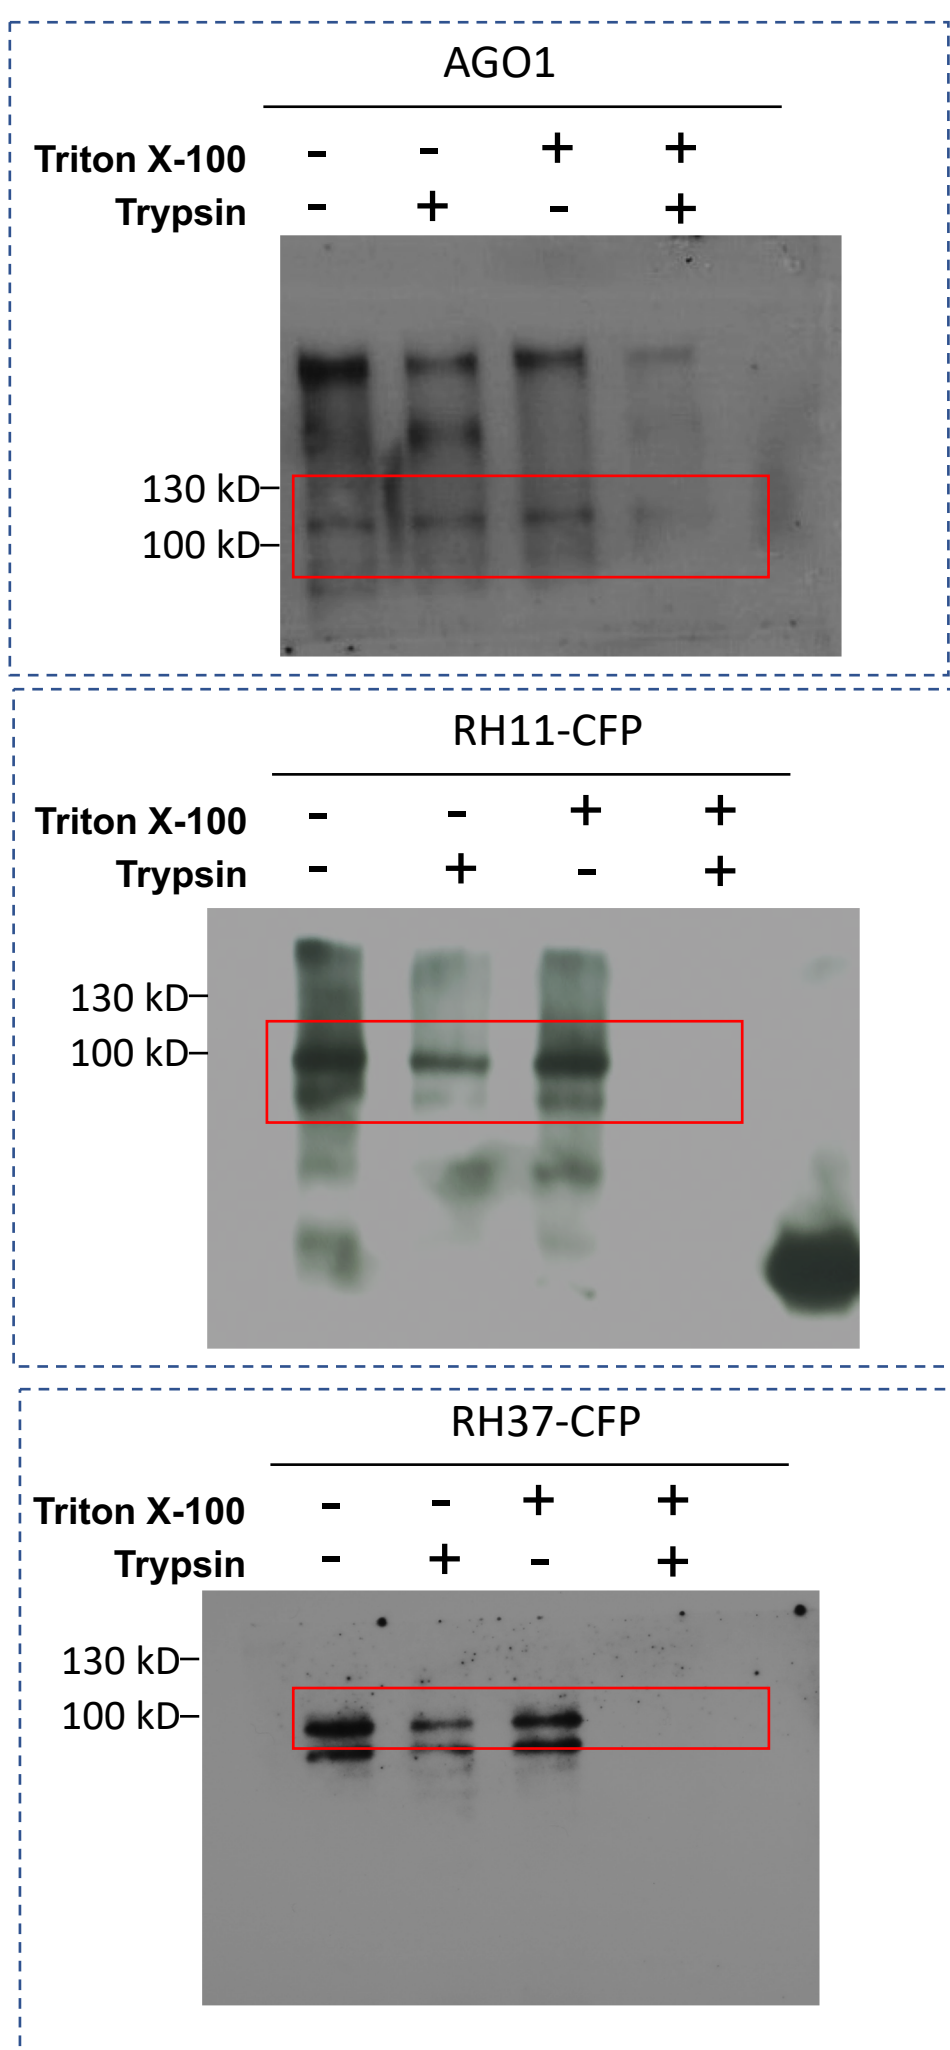 AGO1
Triton X-100 - - + +
Trypsin - + - +
130 kD
100 kD
RH11-CFP
Triton X-100 - - + +
Trypsin - + - +
130 kD
100 kD
RH37-CFP
Triton X-100 - - + +
Trypsin - + - +
130 kD
100 kD